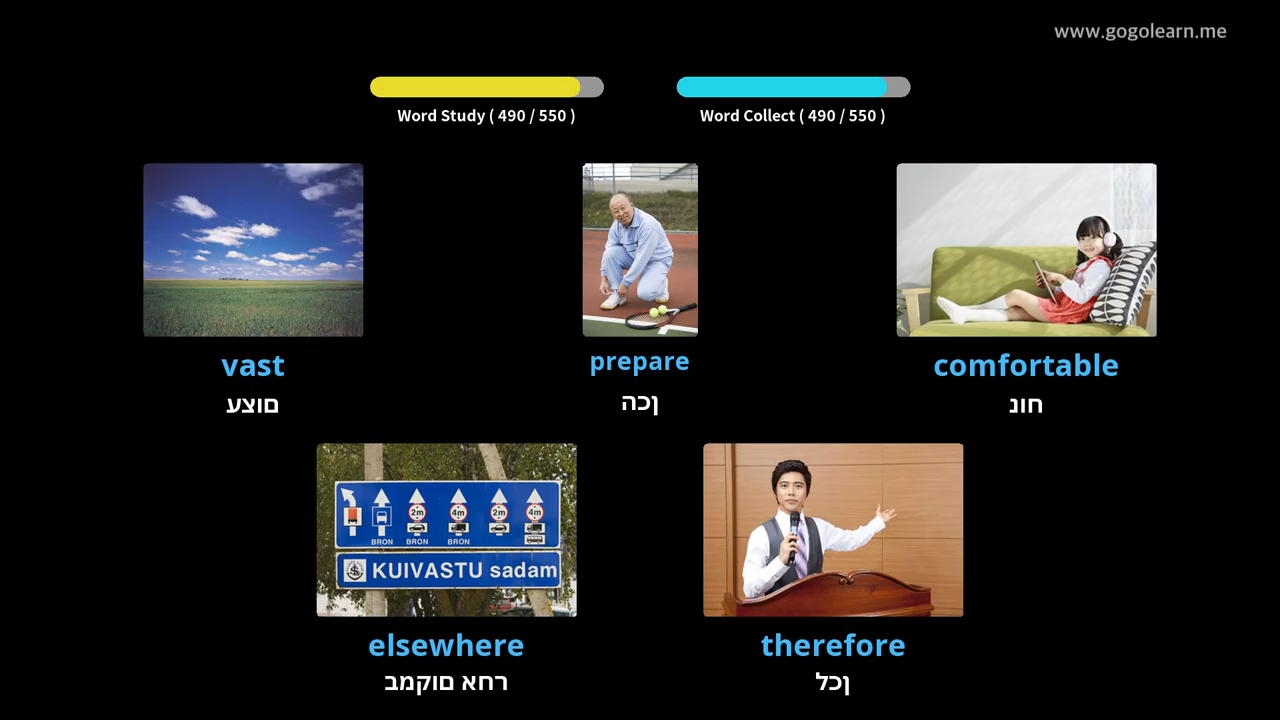 www.gogolearn.me
Word Study ( 490 / 550 )
Word Collect ( 490 / 550 )
vast
עצום
prepare
הכן
comfortable
נוח
BRON BRON BRON
KUIVASTU sadam
2m 4m 2m 4m
elsewhere
במקום אחר
therefore
לכן